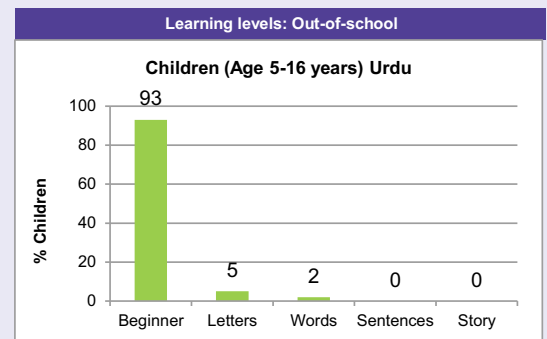 Learning levels: Out-of-school
Children (Age 5-16 years) Urdu
% Children
100
80
60
40
20
0
93
5
2
0
0
Beginner Letters Words Sentences Story